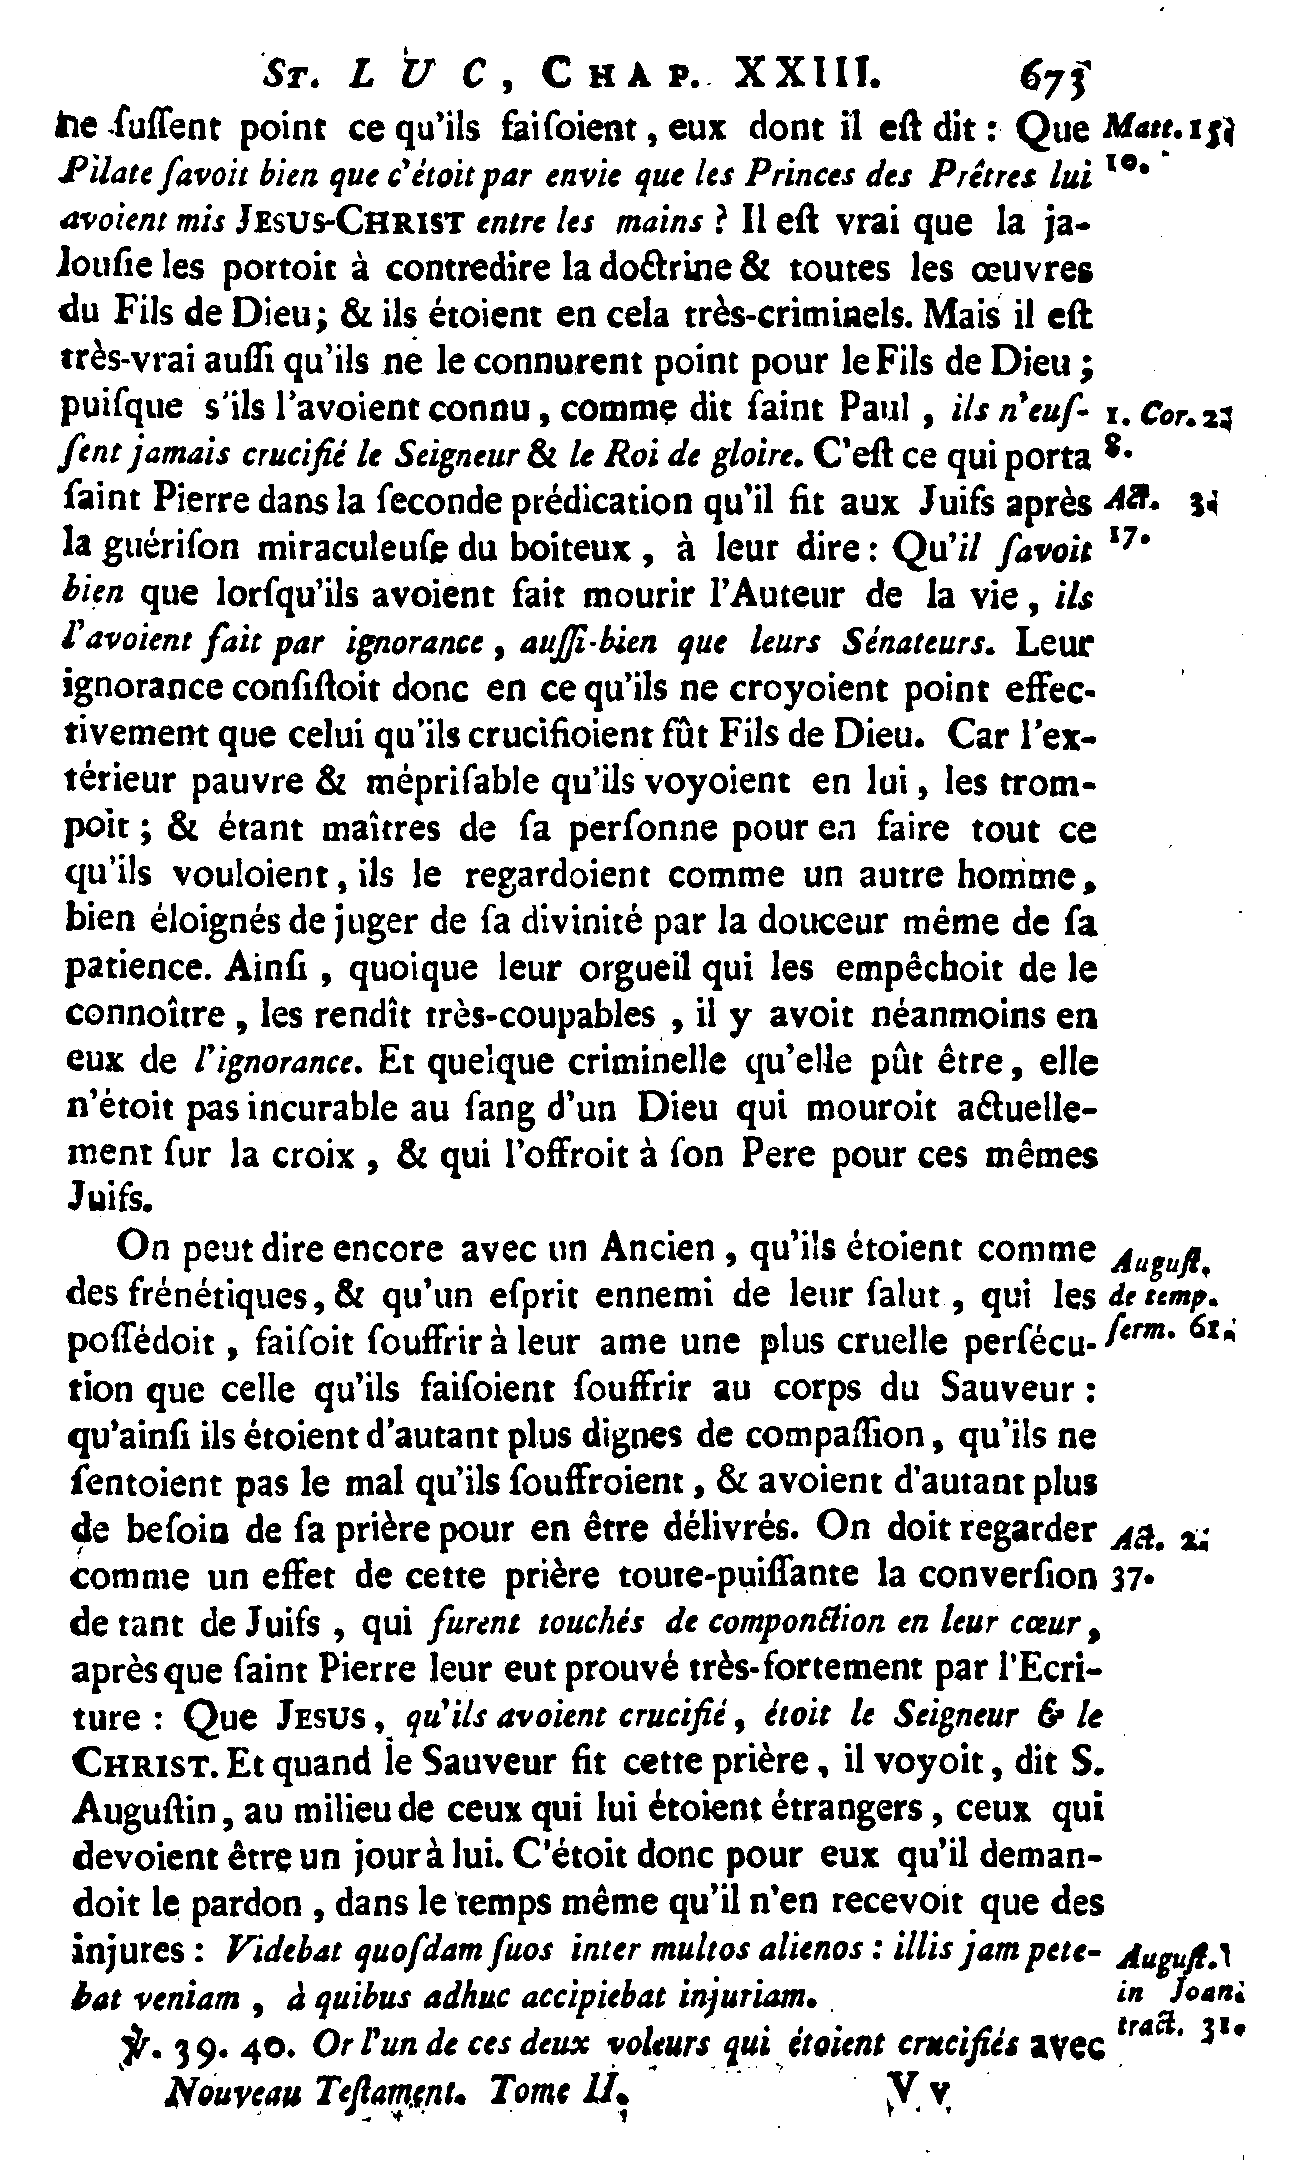 St. LUC, CHAP. XXIII. 673
ne ſuſſent point ce qu'ils faiſoient, eux dont il eſt dit : Que
Matt. 15.
Pilate ſavoit bien que c'étoit par envie que les Princes des Prêtres lui
10.
avoient mis JESUS-CHRIST entre les mains ? Il eſt vrai que la ja-
louſie les portoit à contredire la doctrine & toutes les œuvres
du Fils de Dieu ; & ils étoient en cela très-criminels. Mais il eſt
très-vrai auſſi qu'ils ne le connurent point pour le Fils de Dieu ;
puiſque s'ils l'avoient connu, comme dit ſaint Paul, ils n'euſ-
1. Cor. 2.
ſent jamais crucifié le Seigneur & le Roi de gloire. C'eſt ce qui porta
8.
ſaint Pierre dans la ſeconde prédication qu'il fit aux Juifs après
Act. 3.
la guériſon miraculeuſe du boiteux, à leur dire : Qu'il ſavoit
17.
bien que lorſqu'ils avoient fait mourir l'Auteur de la vie, ils
l'avoient fait par ignorance, auſſi-bien que leurs Sénateurs. Leur
ignorance conſiſtoit donc en ce qu'ils ne croyoient point effec-
tivement que celui qu'ils crucifioient fût Fils de Dieu. Car l'ex-
térieur pauvre & mépriſable qu'ils voyoient en lui, les trom-
poit ; & étant maîtres de ſa perſonne pour en faire tout ce
qu'ils vouloient, ils le regardoient comme un autre homme,
bien éloignés de juger de ſa divinité par la douceur même de ſa
patience. Ainſi, quoique leur orgueil qui les empêchoit de le
connoître, les rendît très-coupables, il y avoit néanmoins en
eux de l'ignorance. Et quelque criminelle qu'elle pût être, elle
n'étoit pas incurable au ſang d'un Dieu qui mouroit actuelle-
ment ſur la croix, & qui l'offroit à ſon Pere pour ces mêmes
Juifs.
On peut dire encore avec un Ancien, qu'ils étoient comme
Auguſt.
des frénétiques, & qu'un eſprit ennemi de leur ſalut, qui les
de temp.
poſſédoit, faiſoit ſouffrir à leur ame une plus cruelle perſécu-
ſerm. 61.
tion que celle qu'ils faiſoient ſouffrir au corps du Sauveur :
qu'ainſi ils étoient d'autant plus dignes de compaſſion, qu'ils ne
ſentoient pas le mal qu'ils ſouffroient, & avoient d'autant plus
de beſoin de ſa prière pour en être délivrés. On doit regarder
Act. 2.
comme un effet de cette prière toute-puiſſante la converſion
37.
de tant de Juifs, qui furent touchés de componction en leur cœur,
après que ſaint Pierre leur eut prouvé très-fortement par l'Ecri-
ture : Que JESUS, qu'ils avoient crucifié, étoit le Seigneur & le
CHRIST. Et quand le Sauveur fit cette prière, il voyoit, dit S.
Auguſtin, au milieu de ceux qui lui étoient étrangers, ceux qui
devoient être un jour à lui. C'étoit donc pour eux qu'il deman-
doit le pardon, dans le temps même qu'il n'en recevoit que des
injures : Videbat quoſdam ſuos inter multos alienos : illis jam pete-
Auguſt.
bat veniam, à quibus adhuc accipiebat injuriam.
in Joan.
℣. 39. 40. Or l'un de ces deux voleurs qui étoient crucifiés avec
tract. 31.
Nouveau Teſtament. Tome II. V v